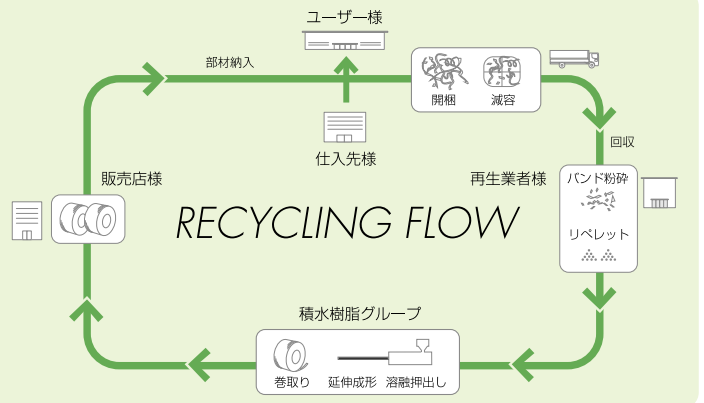 ユーザー様
部材納入
開梱
減容
仕入先様
回収
販売店様
再生業者様
バンド粉砕
リペレット
RECYCLING FLOW
積水樹脂グループ
巻取り
延伸成形
溶融押出し